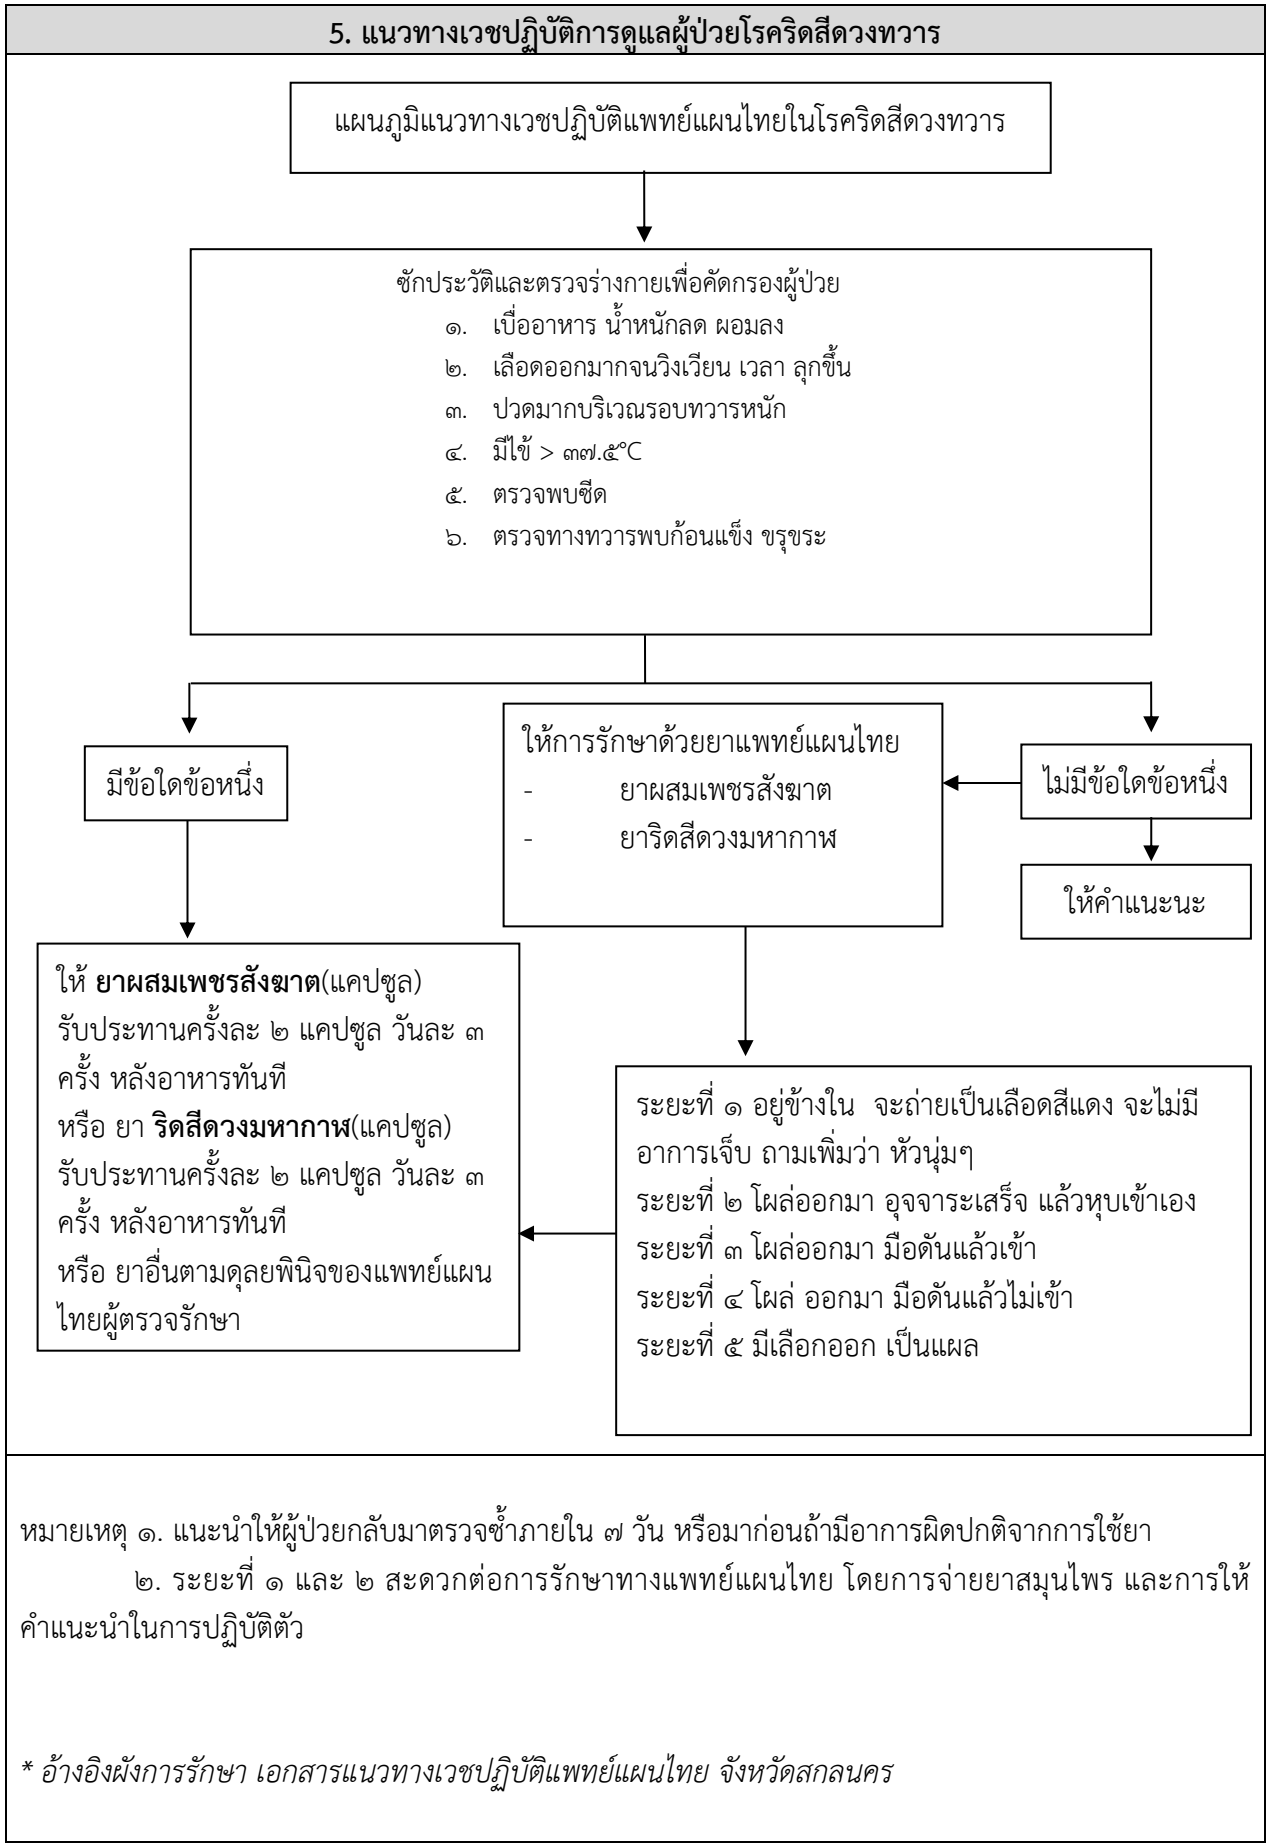 5. แนวทางเวชปฏิบัติการดูแลผู้ป่วยโรคริดสีดวงทวาร
แผนภูมิแนวทางเวชปฏิบัติแพทย์แผนไทยในโรคริดสีดวงทวาร
ซักประวัติและตรวจร่างกายเพื่อคัดกรองผู้ป่วย
๑. เบื่ออาหาร น้ำหนักลด ผอมลง
๒. เลือดออกมากจนวิงเวียน เวลา ลุกขึ้น
๓. ปวดมากบริเวณรอบทวารหนัก
๔. มีไข้ > ๓๗.๕°C
๕. ตรวจพบซีด
๖. ตรวจทางทวารพบก้อนแข็ง ขรุขระ
มีข้อใดข้อหนึ่ง
ให้การรักษาด้วยยาแพทย์แผนไทย
- ยาผสมเพชรสังฆาต
- ยาริดสีดวงมหากาฬ
ไม่มีข้อใดข้อหนึ่ง
ให้คำแนะนะ
ให้ ยาผสมเพชรสังฆาต(แคปซูล)
รับประทานครั้งละ ๒ แคปซูล วันละ ๓
ครั้ง หลังอาหารทันที
หรือ ยา ริดสีดวงมหากาฬ(แคปซูล)
รับประทานครั้งละ ๒ แคปซูล วันละ ๓
ครั้ง หลังอาหารทันที
หรือ ยาอื่นตามดุลยพินิจของแพทย์แผน
ไทยผู้ตรวจรักษา
ระยะที่ ๑ อยู่ข้างใน จะถ่ายเป็นเลือดสีแดง จะไม่มี
อาการเจ็บ ถามเพิ่มว่า หัวนุ่มๆ
ระยะที่ ๒ โผล่ออกมา อุจจาระเสร็จ แล้วหุบเข้าเอง
ระยะที่ ๓ โผล่ออกมา มือดันแล้วเข้า
ระยะที่ ๔ โผล่ ออกมา มือดันแล้วไม่เข้า
ระยะที่ ๕ มีเลือกออก เป็นแผล
หมายเหตุ ๑. แนะนำให้ผู้ป่วยกลับมาตรวจซ้ำภายใน ๗ วัน หรือมาก่อนถ้ามีอาการผิดปกติจากการใช้ยา
๒. ระยะที่ ๑ และ ๒ สะดวกต่อการรักษาทางแพทย์แผนไทย โดยการจ่ายยาสมุนไพร และการให้
คำแนะนำในการปฏิบัติตัว
* อ้างอิงผังการรักษา เอกสารแนวทางเวชปฏิบัติแพทย์แผนไทย จังหวัดสกลนคร